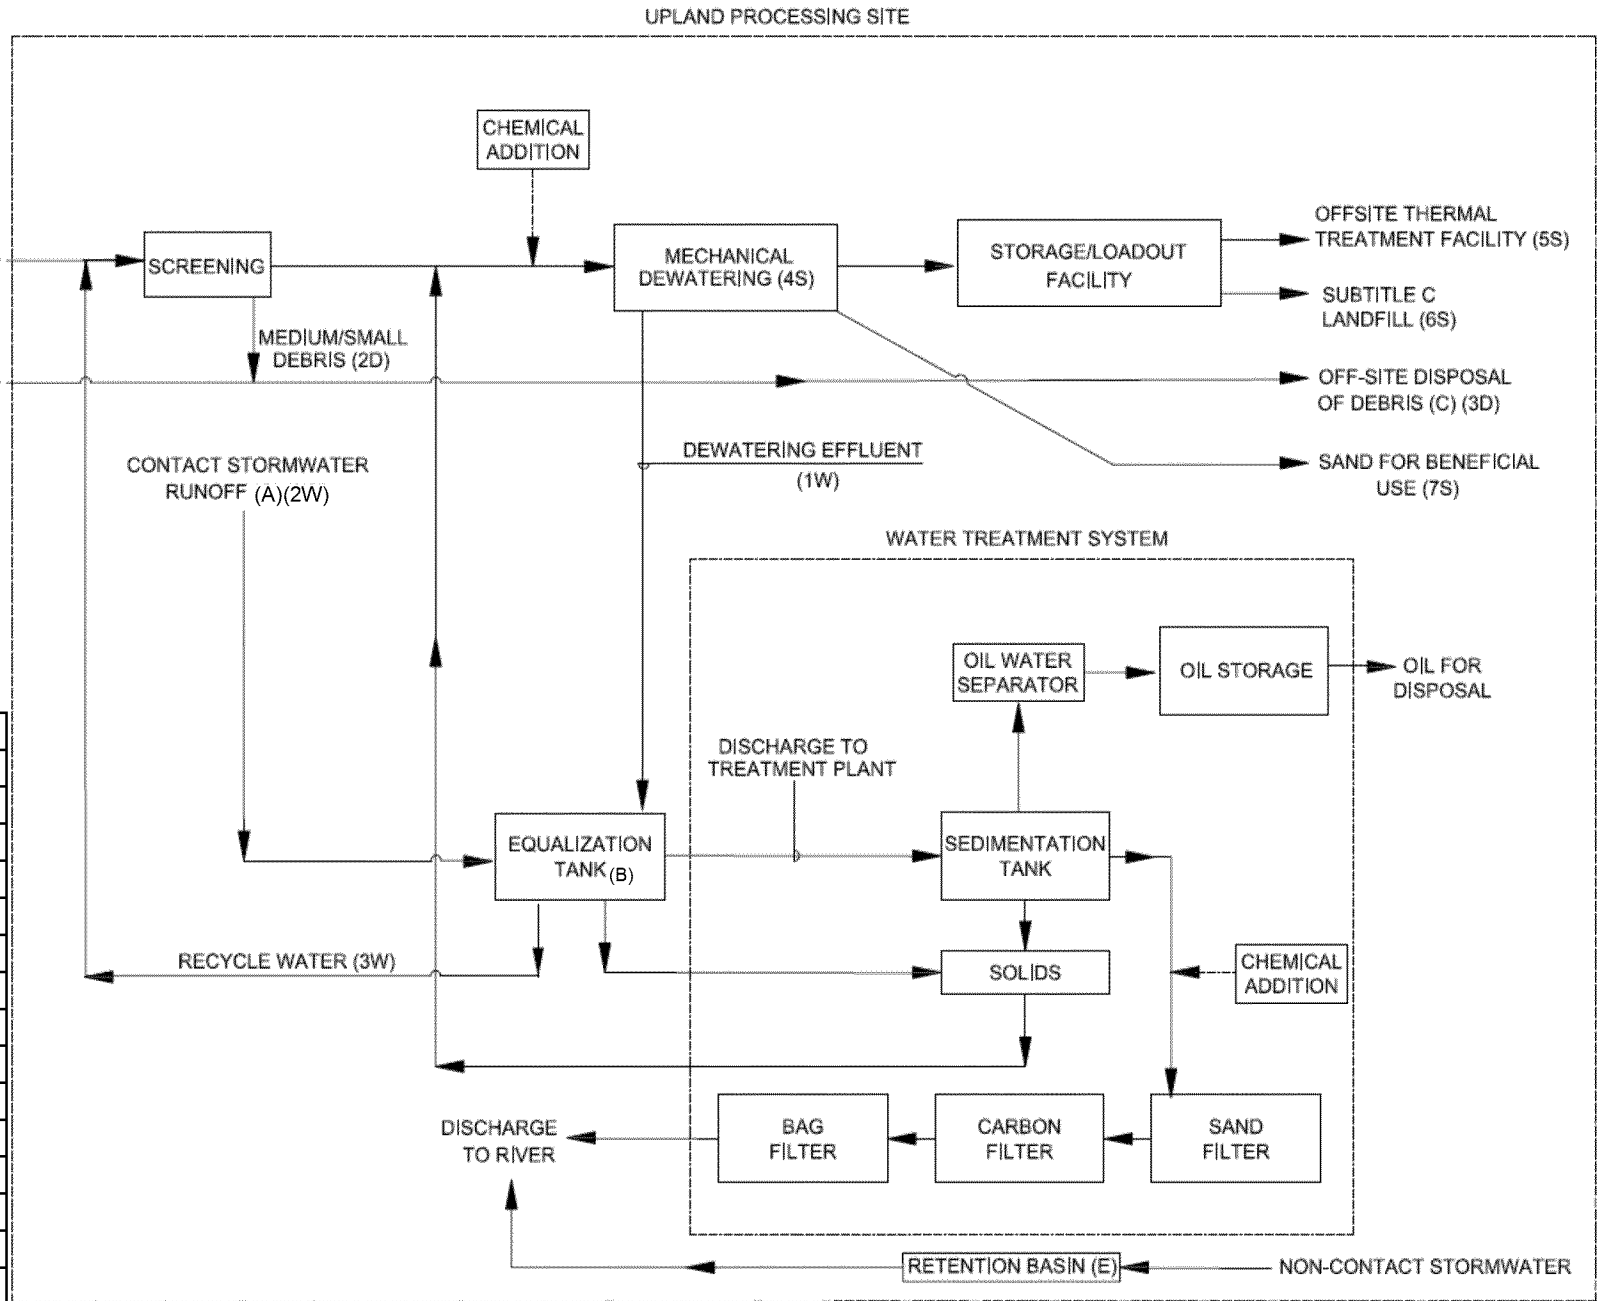 UPLAND PROCESSING SITE
CHEMICAL
ADDITION
SCREENING
MECHANICAL
DEWATERING (4S)
STORAGE/LOADOUT
FACILITY
OFFSITE THERMAL
TREATMENT FACILITY (5S)
SUBTITLE C
LANDFILL (6S)
MEDIUM/SMALL
DEBRIS (2D)
OFF-SITE DISPOSAL
OF DEBRIS (C) (3D)
CONTACT STORMWATER
RUNOFF (A)(2W)
DEWATERING EFFLUENT
(1W)
SAND FOR BENEFICIAL
USE (7S)
WATER TREATMENT SYSTEM
OIL WATER
SEPARATOR
OIL STORAGE
OIL FOR
DISPOSAL
DISCHARGE TO
TREATMENT PLANT
EQUALIZATION
TANK (B)
SEDIMENTATION
TANK
RECYCLE WATER (3W)
SOLIDS
CHEMICAL
ADDITION
DISCHARGE
TO RIVER
BAG
FILTER
CARBON
FILTER
SAND
FILTER
RETENTION BASIN (E)
NON-CONTACT STORMWATER